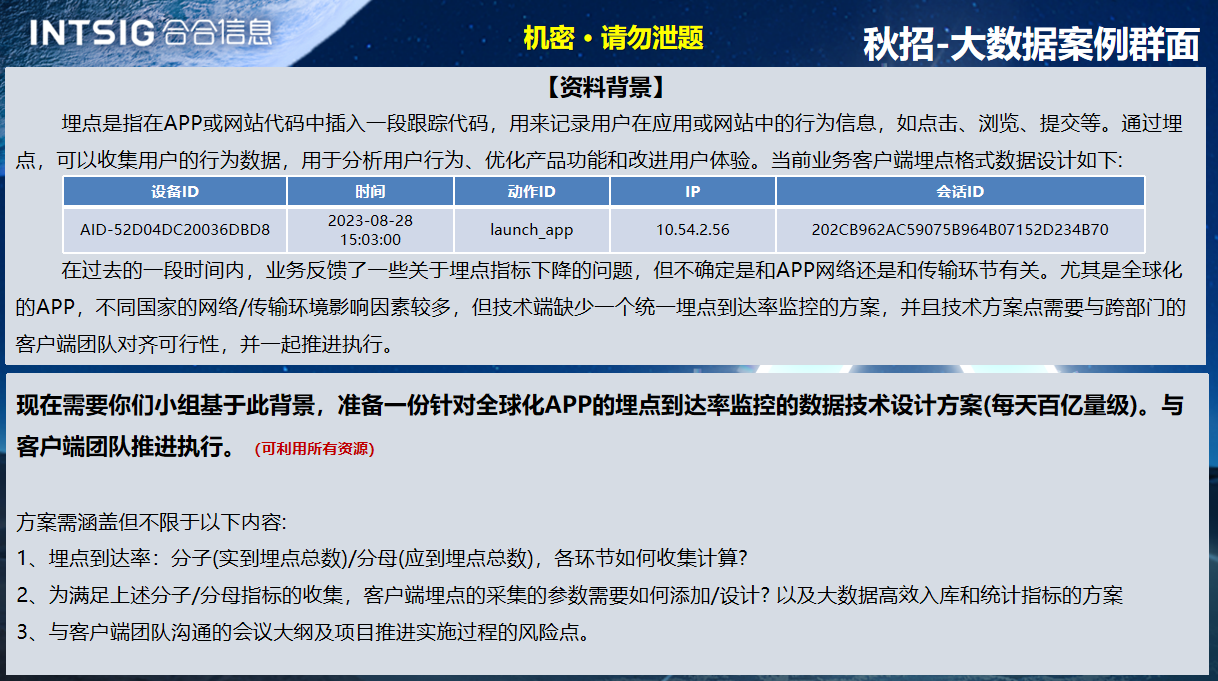 INTSIG 合合信息
机密·请勿泄题
秋招-大数据案例群面
【资料背景】
埋点是指在APP或网站代码中插入一段跟踪代码，用来记录用户在应用或网站中的行为信息，如点击、浏览、提交等。通过埋
点，可以收集用户的行为数据，用于分析用户行为、优化产品功能和改进用户体验。当前业务客户端埋点格式数据设计如下:
设备ID 时间 动作ID IP 会话ID
AID-52D04DC20036DBD8 2023-08-28 15:03:00 launch_app 10.54.2.56 202CB962AC59075B964B07152D234B70
在过去的一段时间内，业务反馈了一些关于埋点指标下降的问题，但不确定是和APP网络还是和传输环节有关。尤其是全球化
的APP，不同国家的网络/传输环境影响因素较多，但技术端缺少一个统一埋点到达率监控的方案，并且技术方案点需要与跨部门的
客户端团队对齐可行性，并一起推进执行。
现在需要你们小组基于此背景，准备一份针对全球化APP的埋点到达率监控的数据技术设计方案(每天百亿量级)。与
客户端团队推进执行。 (可利用所有资源)
方案需涵盖但不限于以下内容:
1、埋点到达率：分子(实到埋点总数)/分母(应到埋点总数)，各环节如何收集计算?
2、为满足上述分子/分母指标的收集，客户端埋点的采集的参数需要如何添加/设计? 以及大数据高效入库和统计指标的方案
3、与客户端团队沟通的会议大纲及项目推进实施过程的风险点。